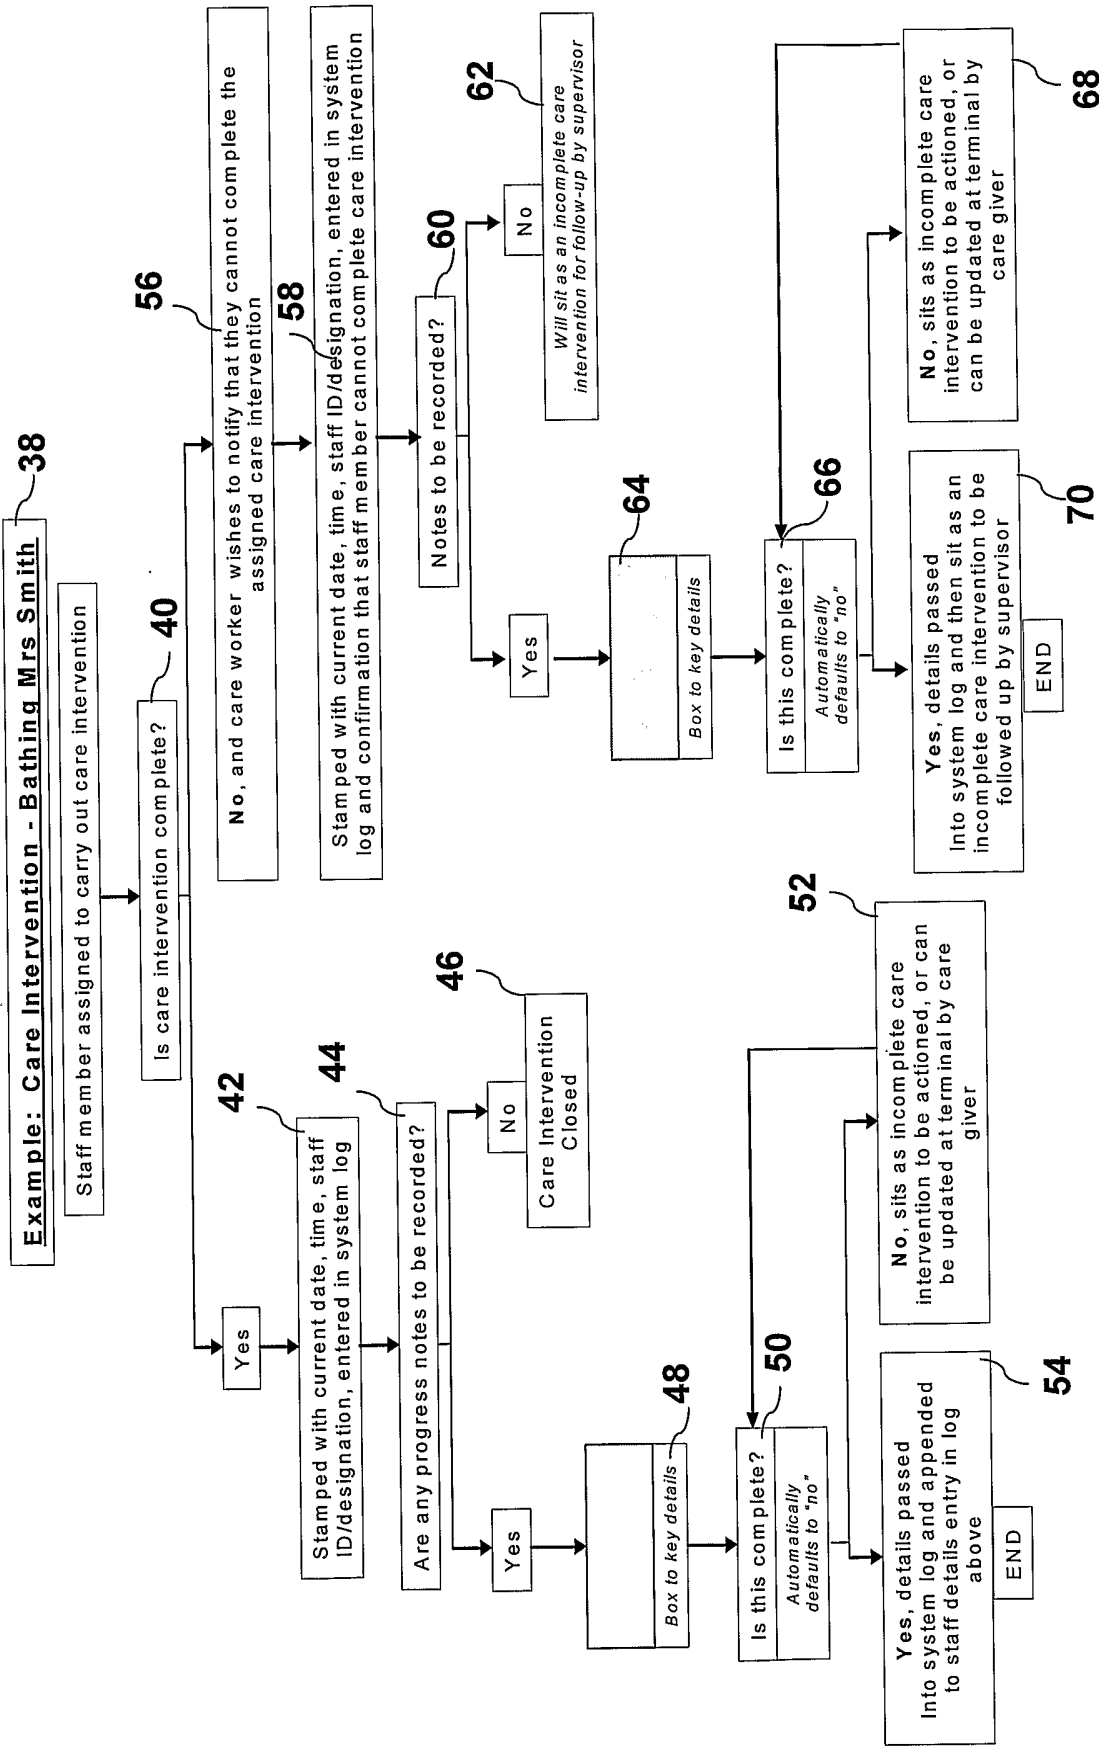 Example: Care Intervention - Bathing Mrs Smith
38
Staff member assigned to carry out care intervention
Is care intervention complete?
40
Yes
Stamped with current date, time, staff
ID/designation, entered in system log
42
Are any progress notes to be recorded?
44
No
Care Intervention
Closed
46
Yes
Box to key details
48
Is this complete?
Automatically
defaults to "no"
50
No, sits as incomplete care
intervention to be actioned, or can
be updated at terminal by care
giver
52
Yes, details passed
Into system log and appended
to staff details entry in log
above
54
END
No, and care worker wishes to notify that they cannot complete the
assigned care intervention
56
Stamped with current date, time, staff ID/designation, entered in system
log and confirmation that staff member cannot complete care intervention
58
Notes to be recorded?
60
No
Will sit as an incomplete care
intervention for follow-up by supervisor
62
Yes
Box to key details
64
Is this complete?
Automatically
defaults to "no"
66
No, sits as incomplete care
intervention to be actioned, or
can be updated at terminal by
care giver
68
Yes, details passed
Into system log and then sit as an
incomplete care intervention to be
followed up by supervisor
70
END